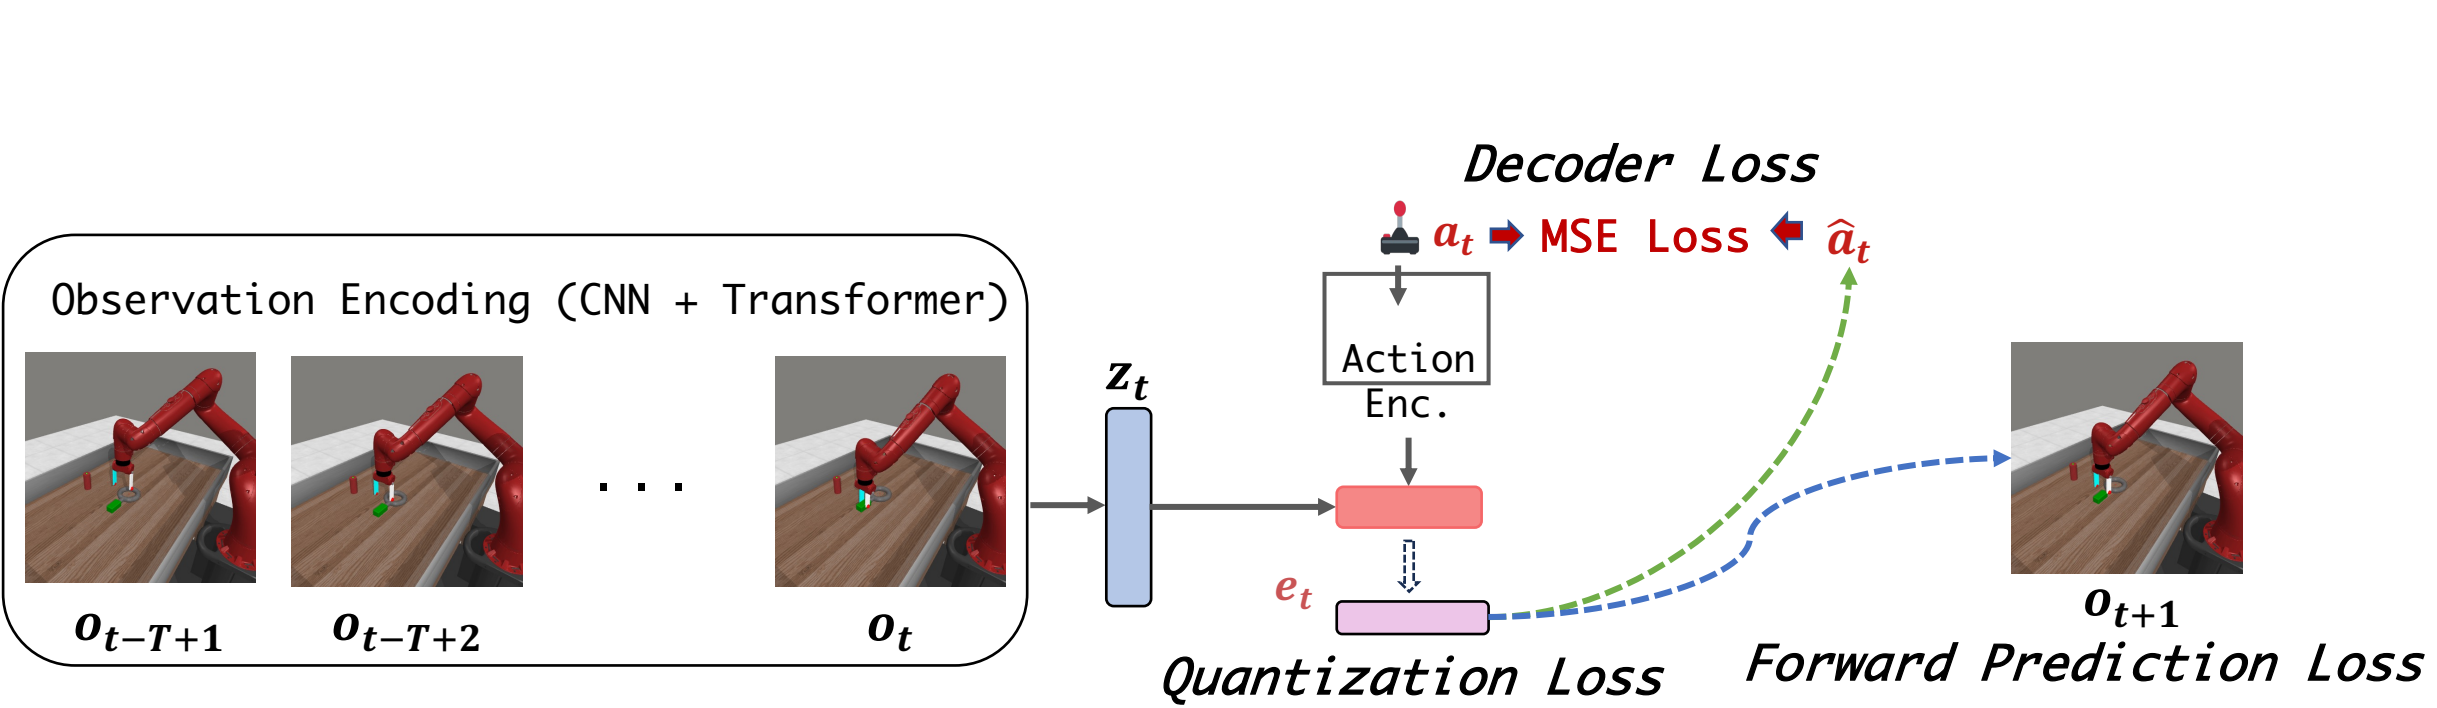 Decoder Loss
a_t MSE Loss â_t
Observation Encoding (CNN + Transformer)
Action
Enc.
z_t
. . .
e_t
o_{t−T+1} o_{t−T+2} o_t
o_{t+1}
Quantization Loss
Forward Prediction Loss